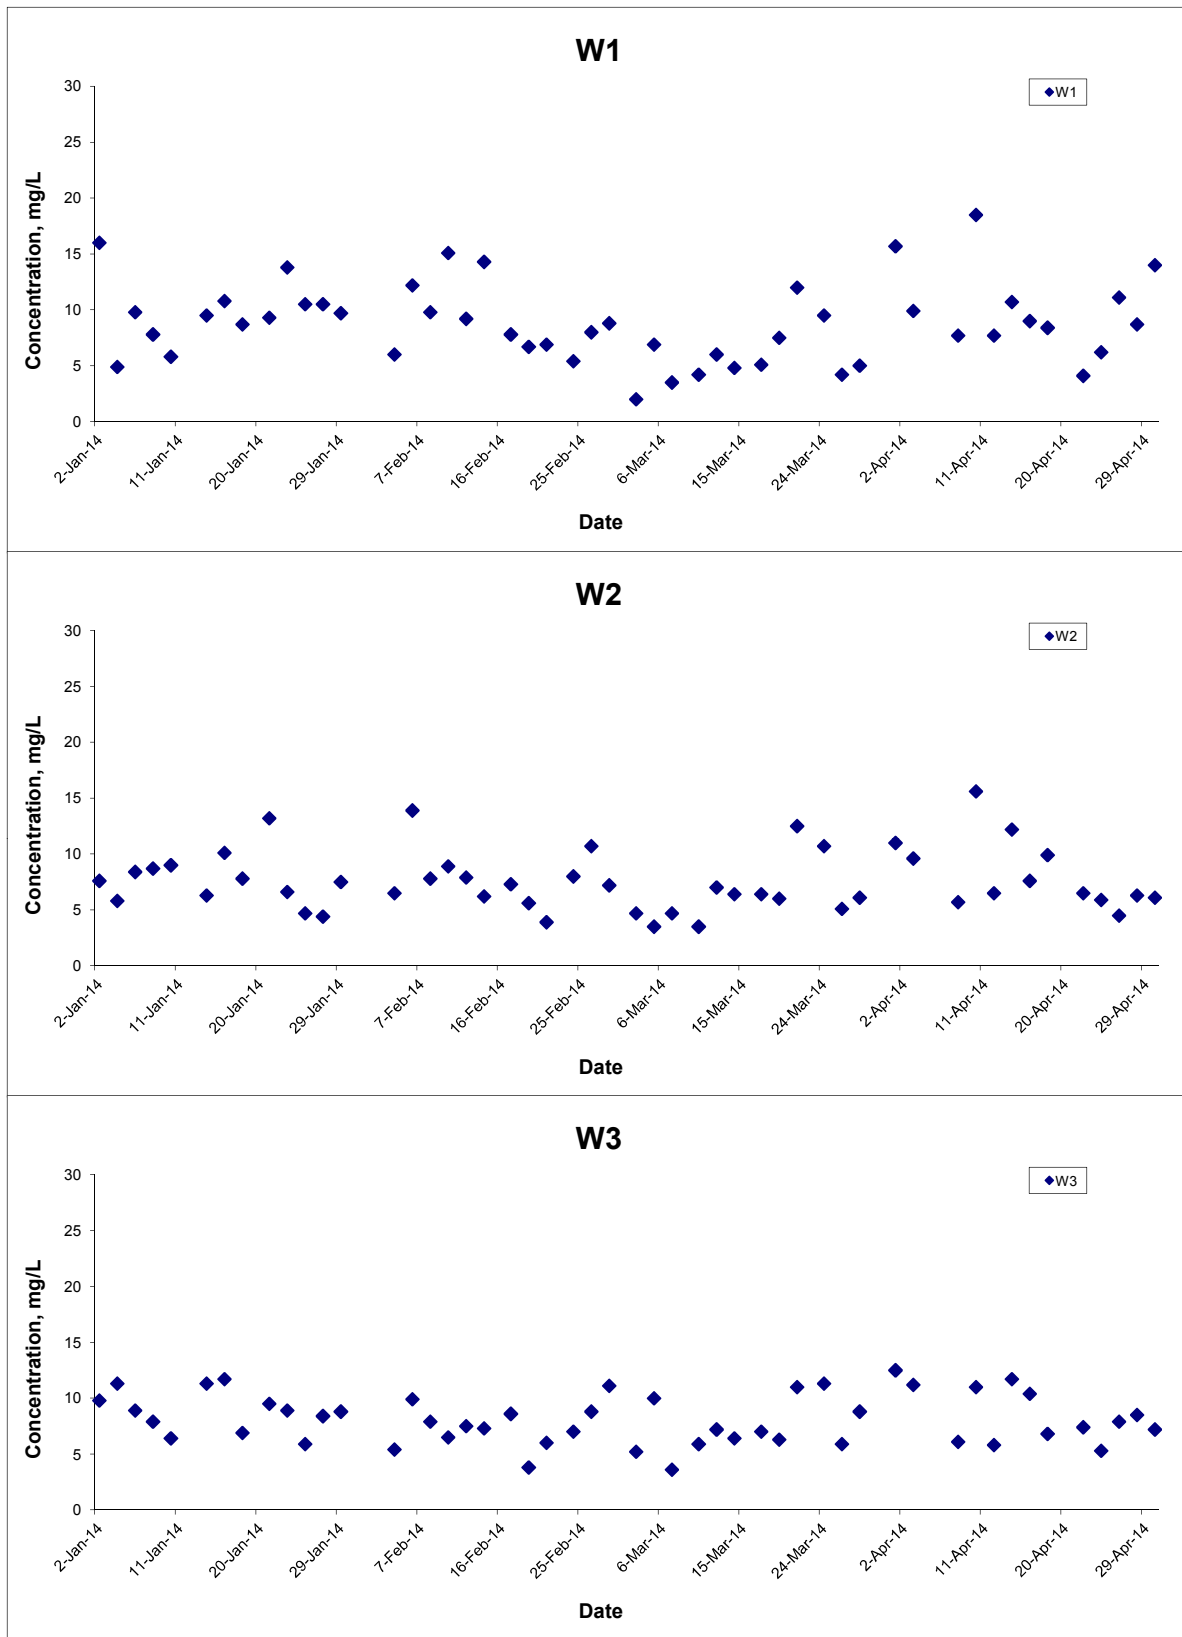 W1
30
W1
25
20
15
10
5
0
Concentration, mg/L
2-Jan-14
11-Jan-14
20-Jan-14
29-Jan-14
7-Feb-14
16-Feb-14
25-Feb-14
6-Mar-14
15-Mar-14
24-Mar-14
2-Apr-14
11-Apr-14
20-Apr-14
29-Apr-14
Date
W2
30
W2
25
20
15
10
5
0
Concentration, mg/L
2-Jan-14
11-Jan-14
20-Jan-14
29-Jan-14
7-Feb-14
16-Feb-14
25-Feb-14
6-Mar-14
15-Mar-14
24-Mar-14
2-Apr-14
11-Apr-14
20-Apr-14
29-Apr-14
Date
W3
30
W3
25
20
15
10
5
0
Concentration, mg/L
2-Jan-14
11-Jan-14
20-Jan-14
29-Jan-14
7-Feb-14
16-Feb-14
25-Feb-14
6-Mar-14
15-Mar-14
24-Mar-14
2-Apr-14
11-Apr-14
20-Apr-14
29-Apr-14
Date